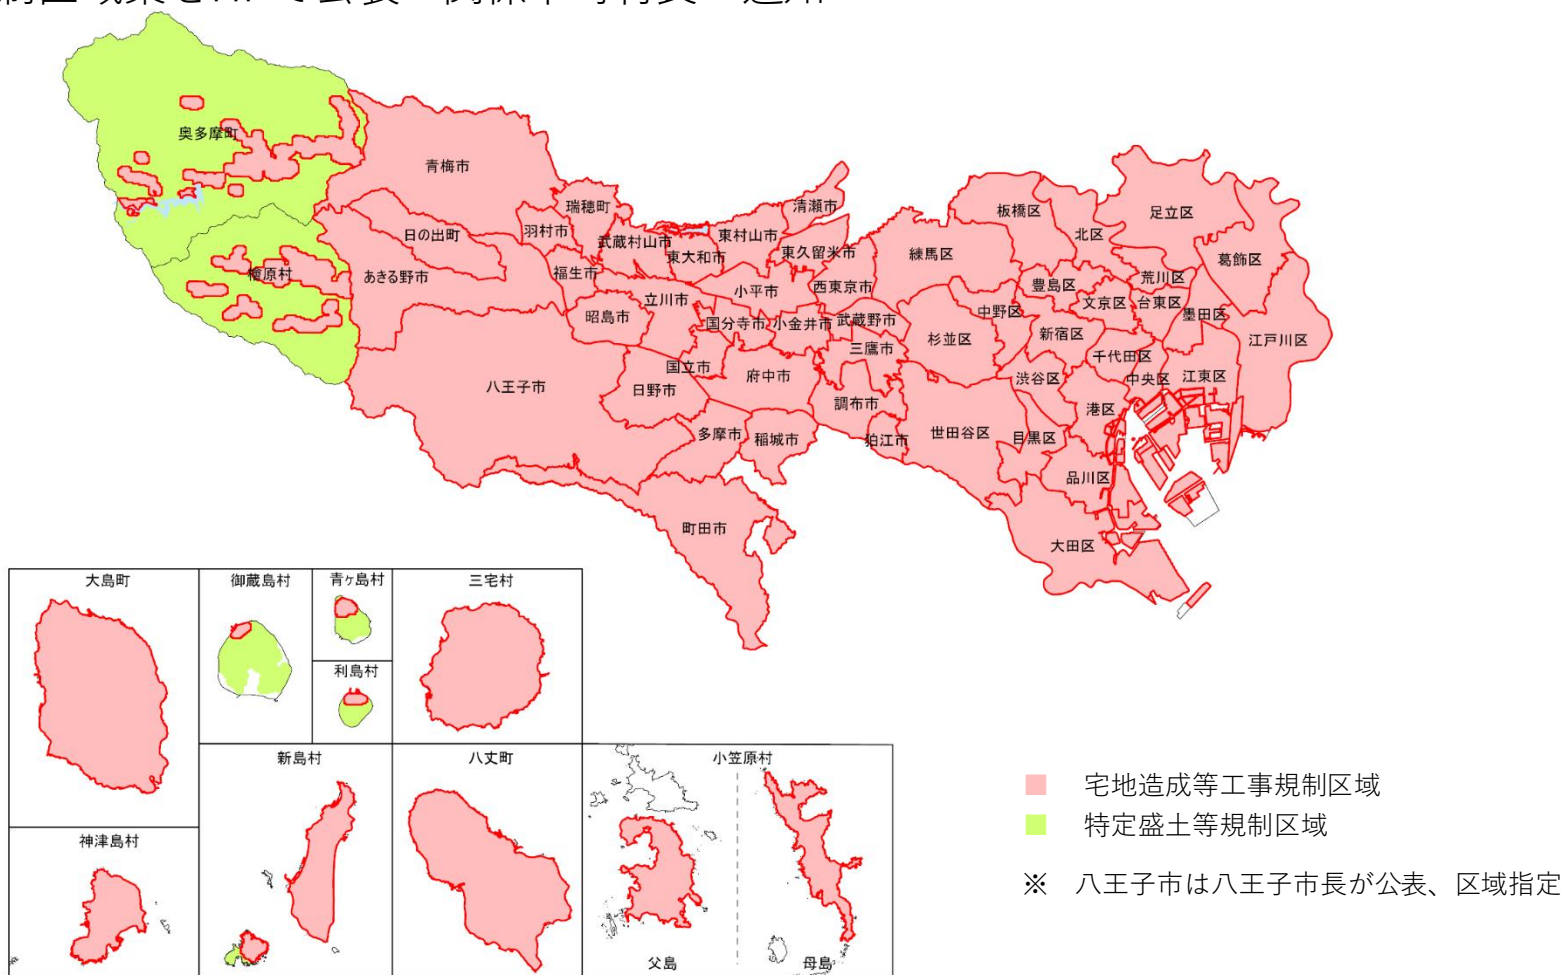 奥多摩町
青梅市
瑞穂町
清瀬市
板橋区
足立区
北区
日の出町
羽村市
武蔵村山市
東村山市
東大和市
東久留米市
練馬区
葛飾区
檜原村
あきる野市
福生市
立川市
小平市
西東京市
豊島区
荒川区
文京区
台東区
墨田区
昭島市
国分寺市
小金井市
武蔵野市
中野区
杉並区
新宿区
江戸川区
三鷹市
千代田区
国立市
府中市
渋谷区
中央区
江東区
八王子市
日野市
調布市
港区
多摩市
稲城市
狛江市
世田谷区
目黒区
品川区
町田市
大田区
大島町
御蔵島村
青ヶ島村
三宅村
利島村
新島村
八丈町
小笠原村
神津島村
父島
母島
宅地造成等工事規制区域
特定盛土等規制区域
※ 八王子市は八王子市長が公表、区域指定